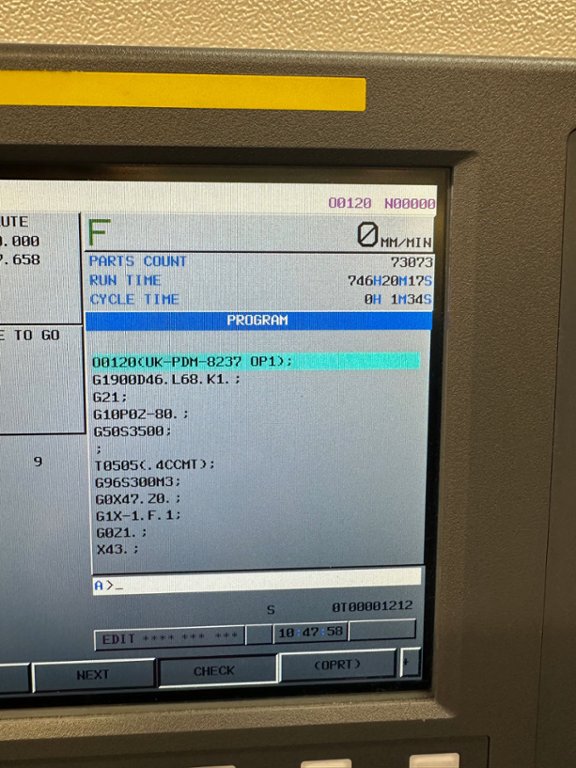 O0120 N00000
UTE
.000
7.658
F 0 MM/MIN
PARTS COUNT 73073
RUN TIME 746H20M17S
CYCLE TIME 0H 1M34S
PROGRAM
E TO GO
O0120(UK-PDM-8237 OP1);
G1900D46.L68.K1.;
G21;
G10P0Z-80.;
G50S3500;
;
9
T0505(.4CCMT);
G96S300M3;
G0X47.Z0.;
G1X-1.F.1;
G0Z1.;
X43.;
A>_
S 0T00001212
EDIT **** *** ***
10:47:58
NEXT
CHECK
(OPRT)
+